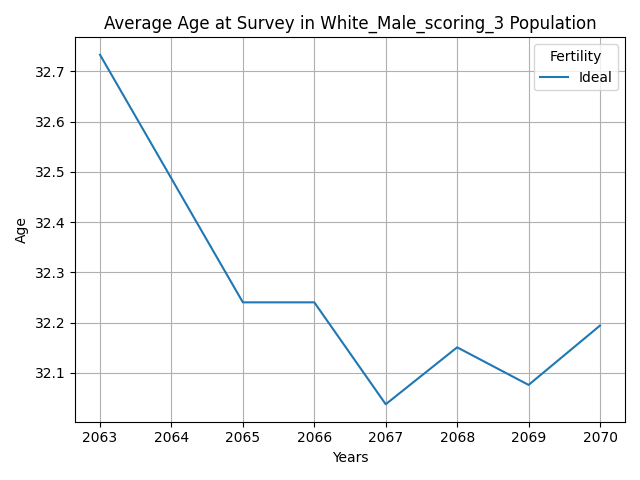 Average Age at Survey in White_Male_scoring_3 Population
Fertility
Ideal
32.7
32.6
32.5
32.4
32.3
32.2
32.1
Age
2063 2064 2065 2066 2067 2068 2069 2070
Years